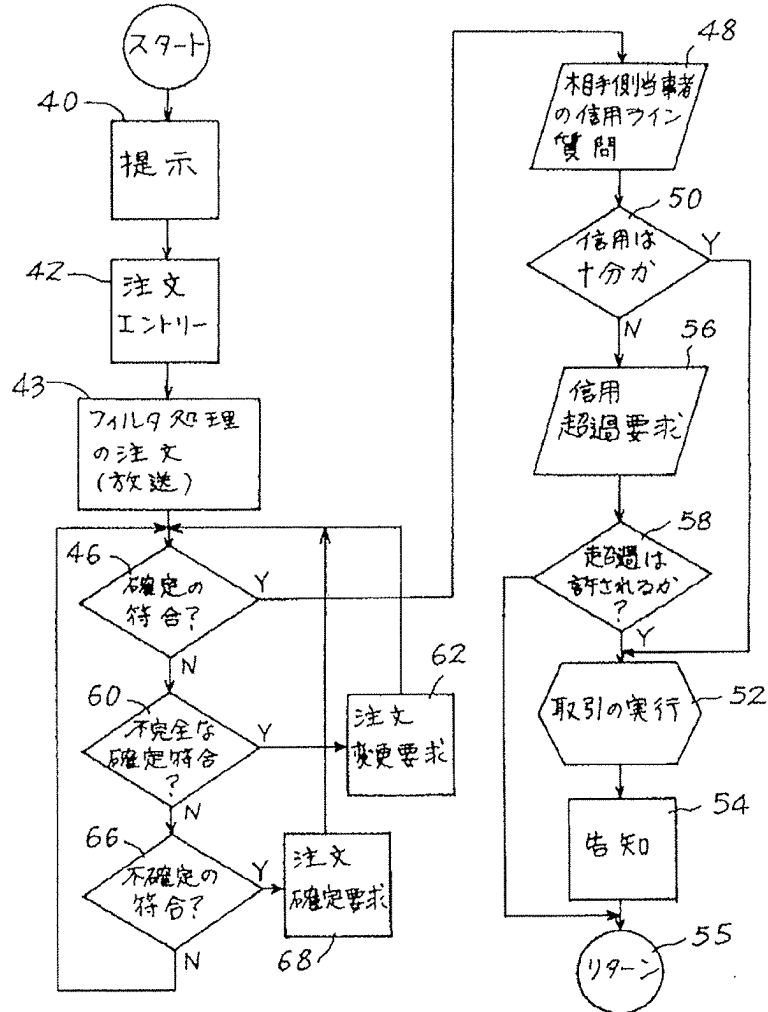 スタート
40
提示
42
注文
エントリー
43
フィルタ処理
の注文
(放送)
46
確定の
符合?
Y
N
60
不完全な
確定符合
?
Y
N
62
注文
変更要求
66
不確定の
符合?
Y
N
注文
確定要求
68
48
相手側当事者
の信用ライン
質問
50
信用は
十分か
Y
N
56
信用
超過要求
58
超過は
許されるか
?
Y
取引の実行
52
54
告知
55
リターン